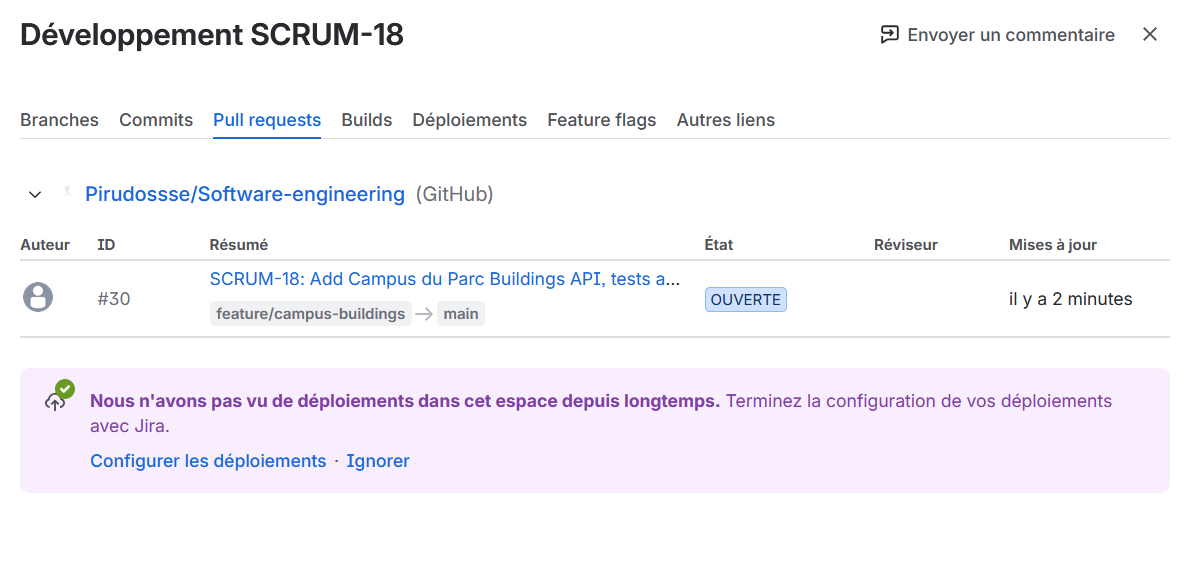 Développement SCRUM-18
Envoyer un commentaire
Branches Commits Pull requests Builds Déploiements Feature flags Autres liens
Pirudossse/Software-engineering (GitHub)
Auteur ID Résumé État Réviseur Mises à jour
SCRUM-18: Add Campus du Parc Buildings API, tests a...
#30 OUVERTE il y a 2 minutes
feature/campus-buildings → main
Nous n'avons pas vu de déploiements dans cet espace depuis longtemps. Terminez la configuration de vos déploiements
avec Jira.
Configurer les déploiements · Ignorer